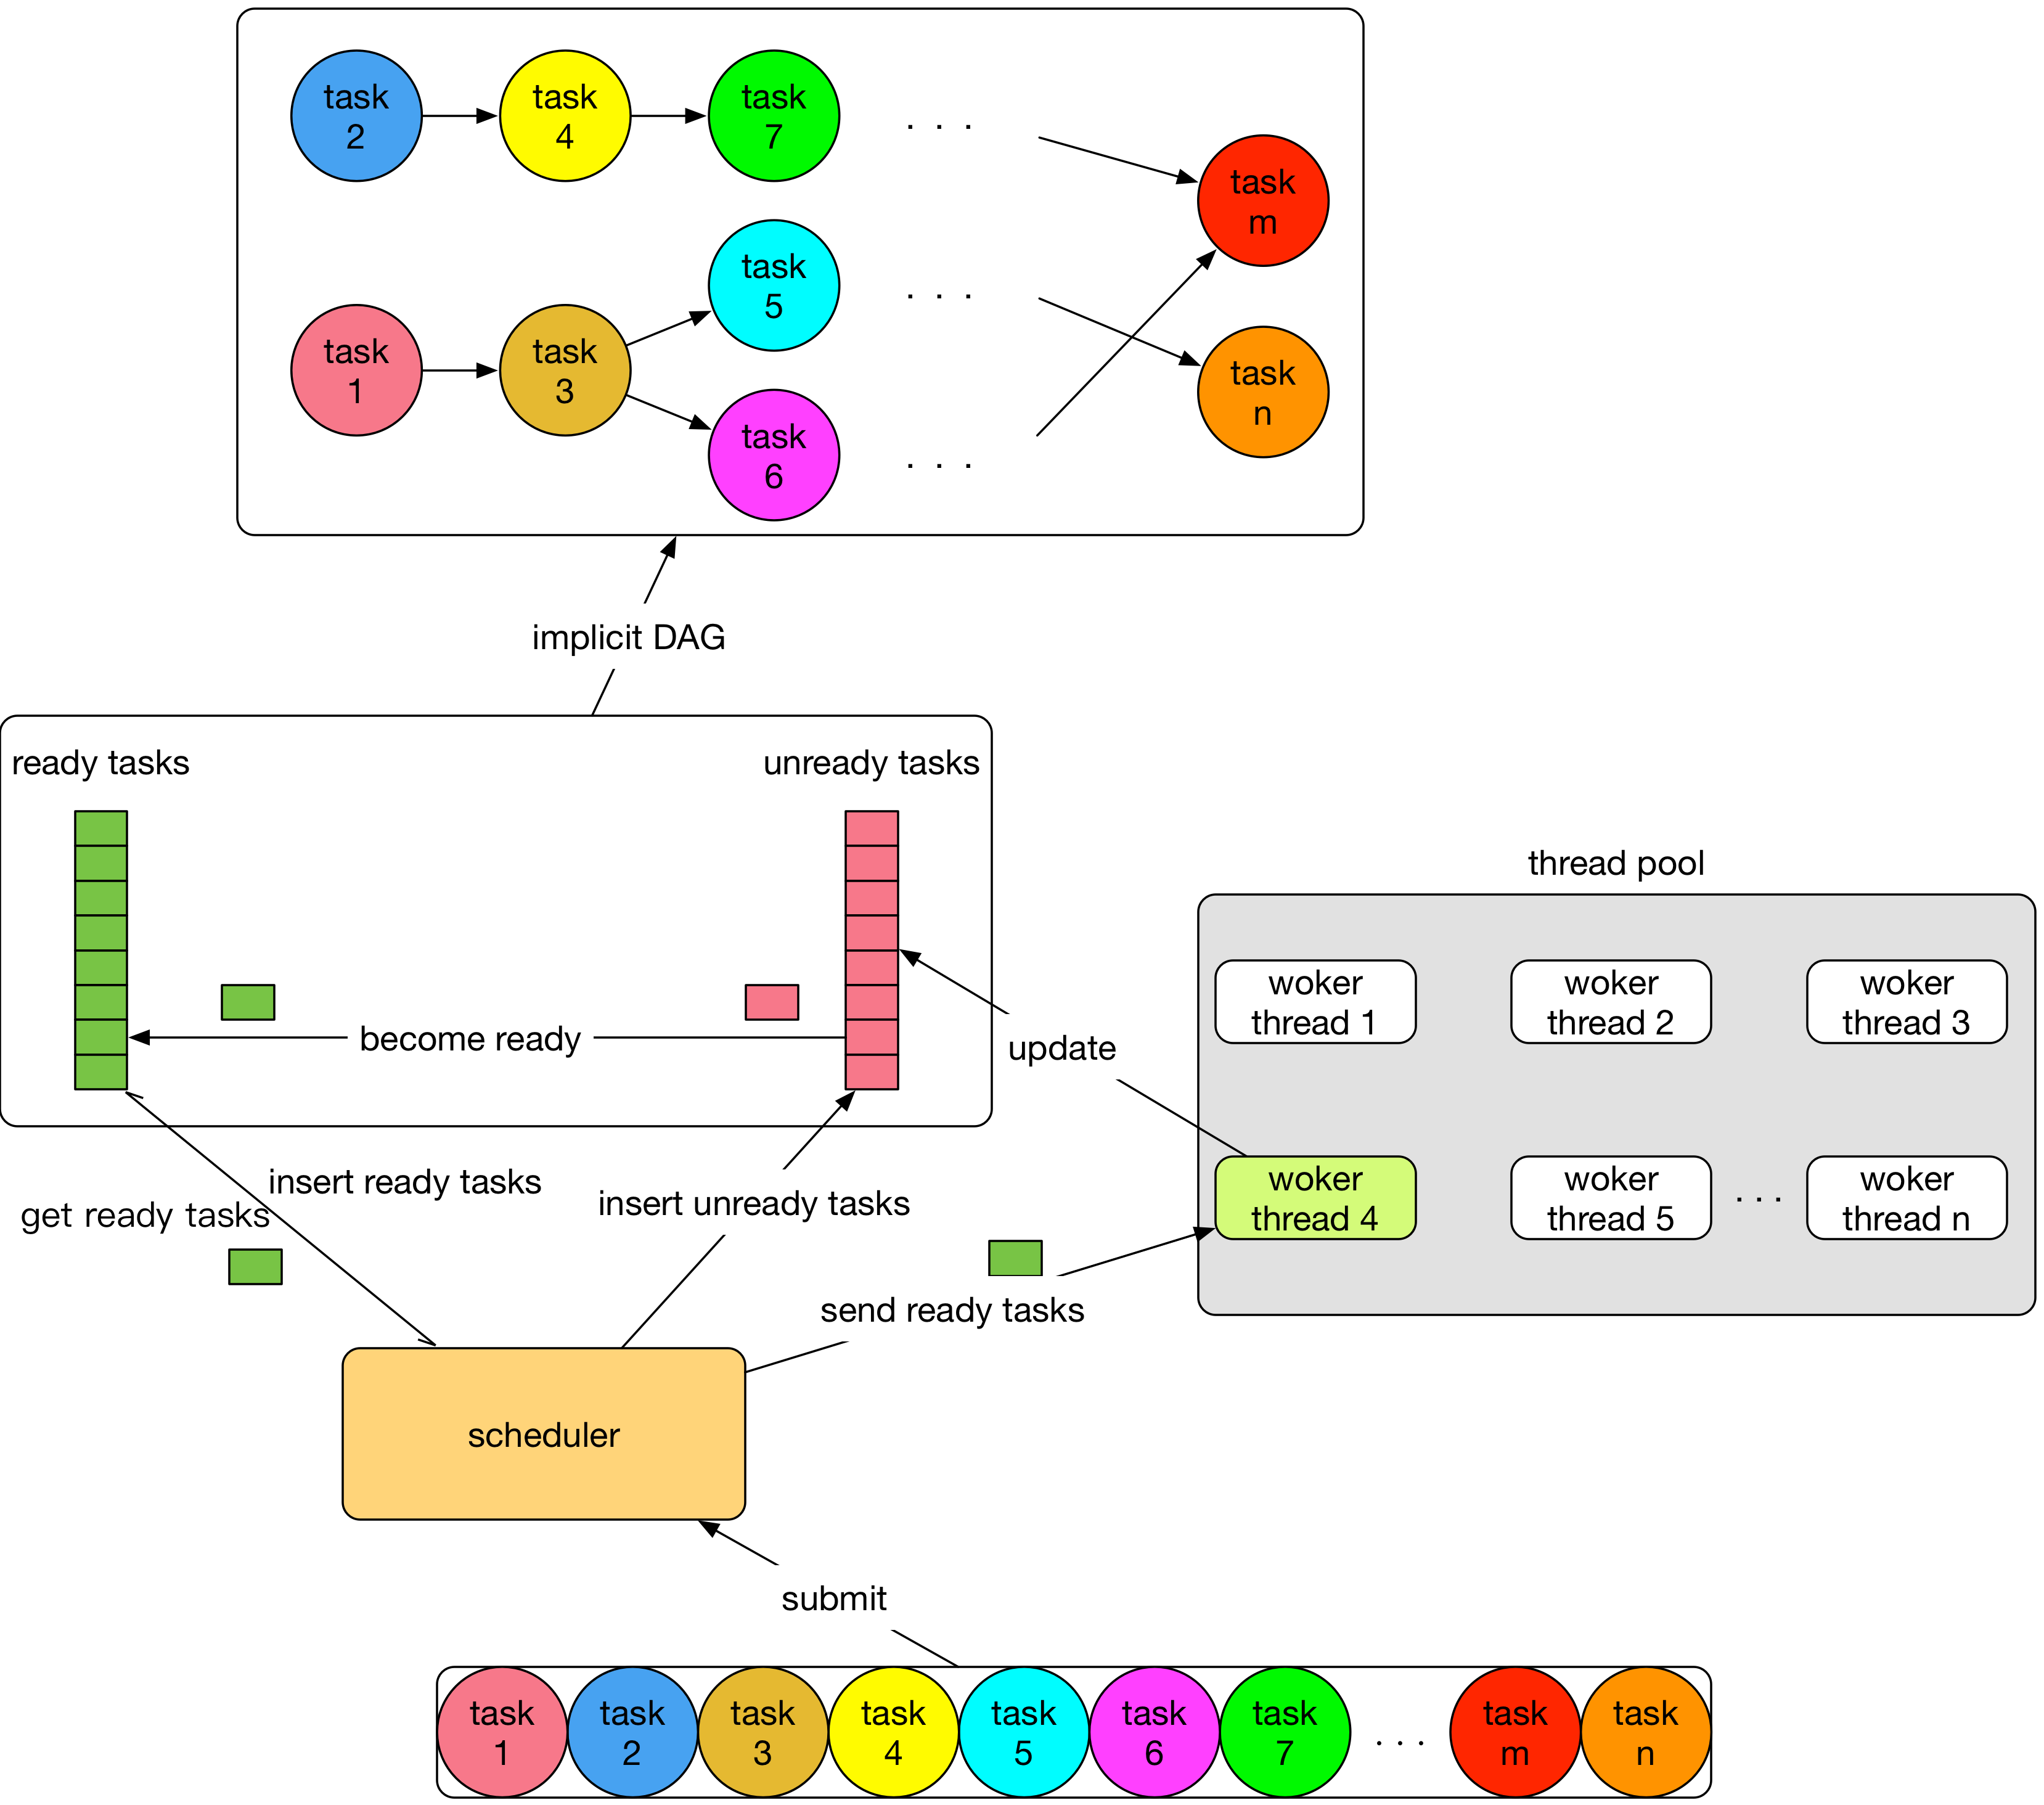 task
2
task
4
task
7
. . .
task
m
task
5
. . .
task
1
task
3
task
n
task
6
. . .
implicit DAG
ready tasks
unready tasks
thread pool
woker
thread 1
woker
thread 2
woker
thread 3
become ready
update
woker
thread 4
woker
thread 5
. . .
woker
thread n
insert ready tasks
insert unready tasks
get ready tasks
send ready tasks
scheduler
submit
task
1
task
2
task
3
task
4
task
5
task
6
task
7
. . .
task
m
task
n